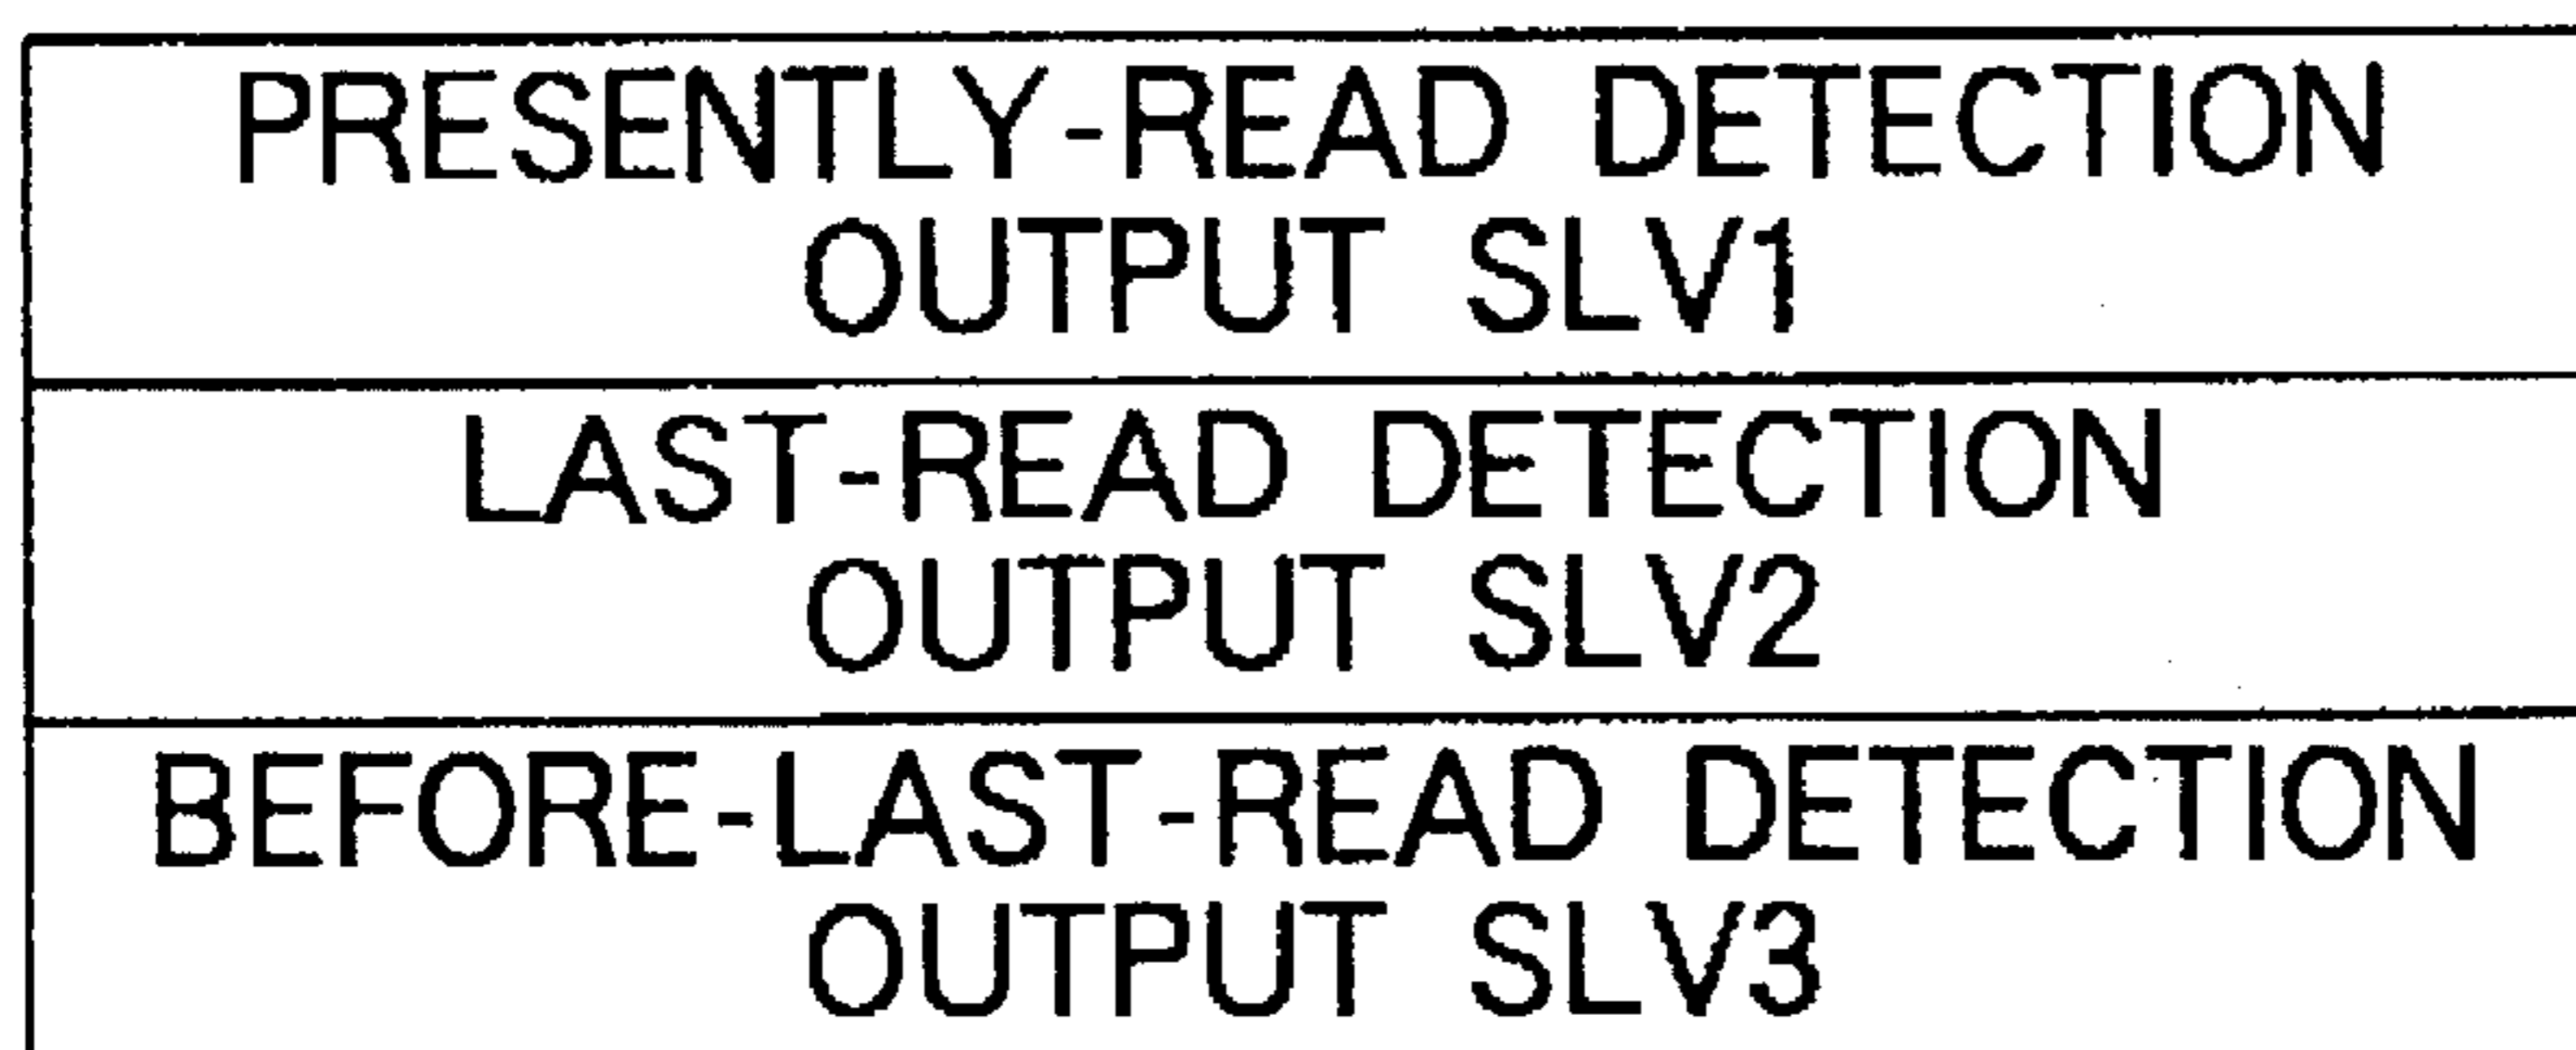 PRESENTLY-READ DETECTION
OUTPUT SLV1
LAST-READ DETECTION
OUTPUT SLV2
BEFORE-LAST-READ DETECTION
OUTPUT SLV3